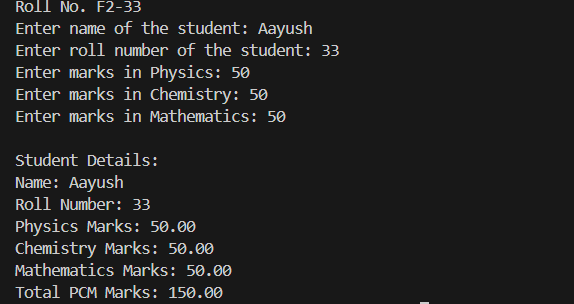 Roll No. F2-33
Enter name of the student: Aayush
Enter roll number of the student: 33
Enter marks in Physics: 50
Enter marks in Chemistry: 50
Enter marks in Mathematics: 50
Student Details:
Name: Aayush
Roll Number: 33
Physics Marks: 50.00
Chemistry Marks: 50.00
Mathematics Marks: 50.00
Total PCM Marks: 150.00